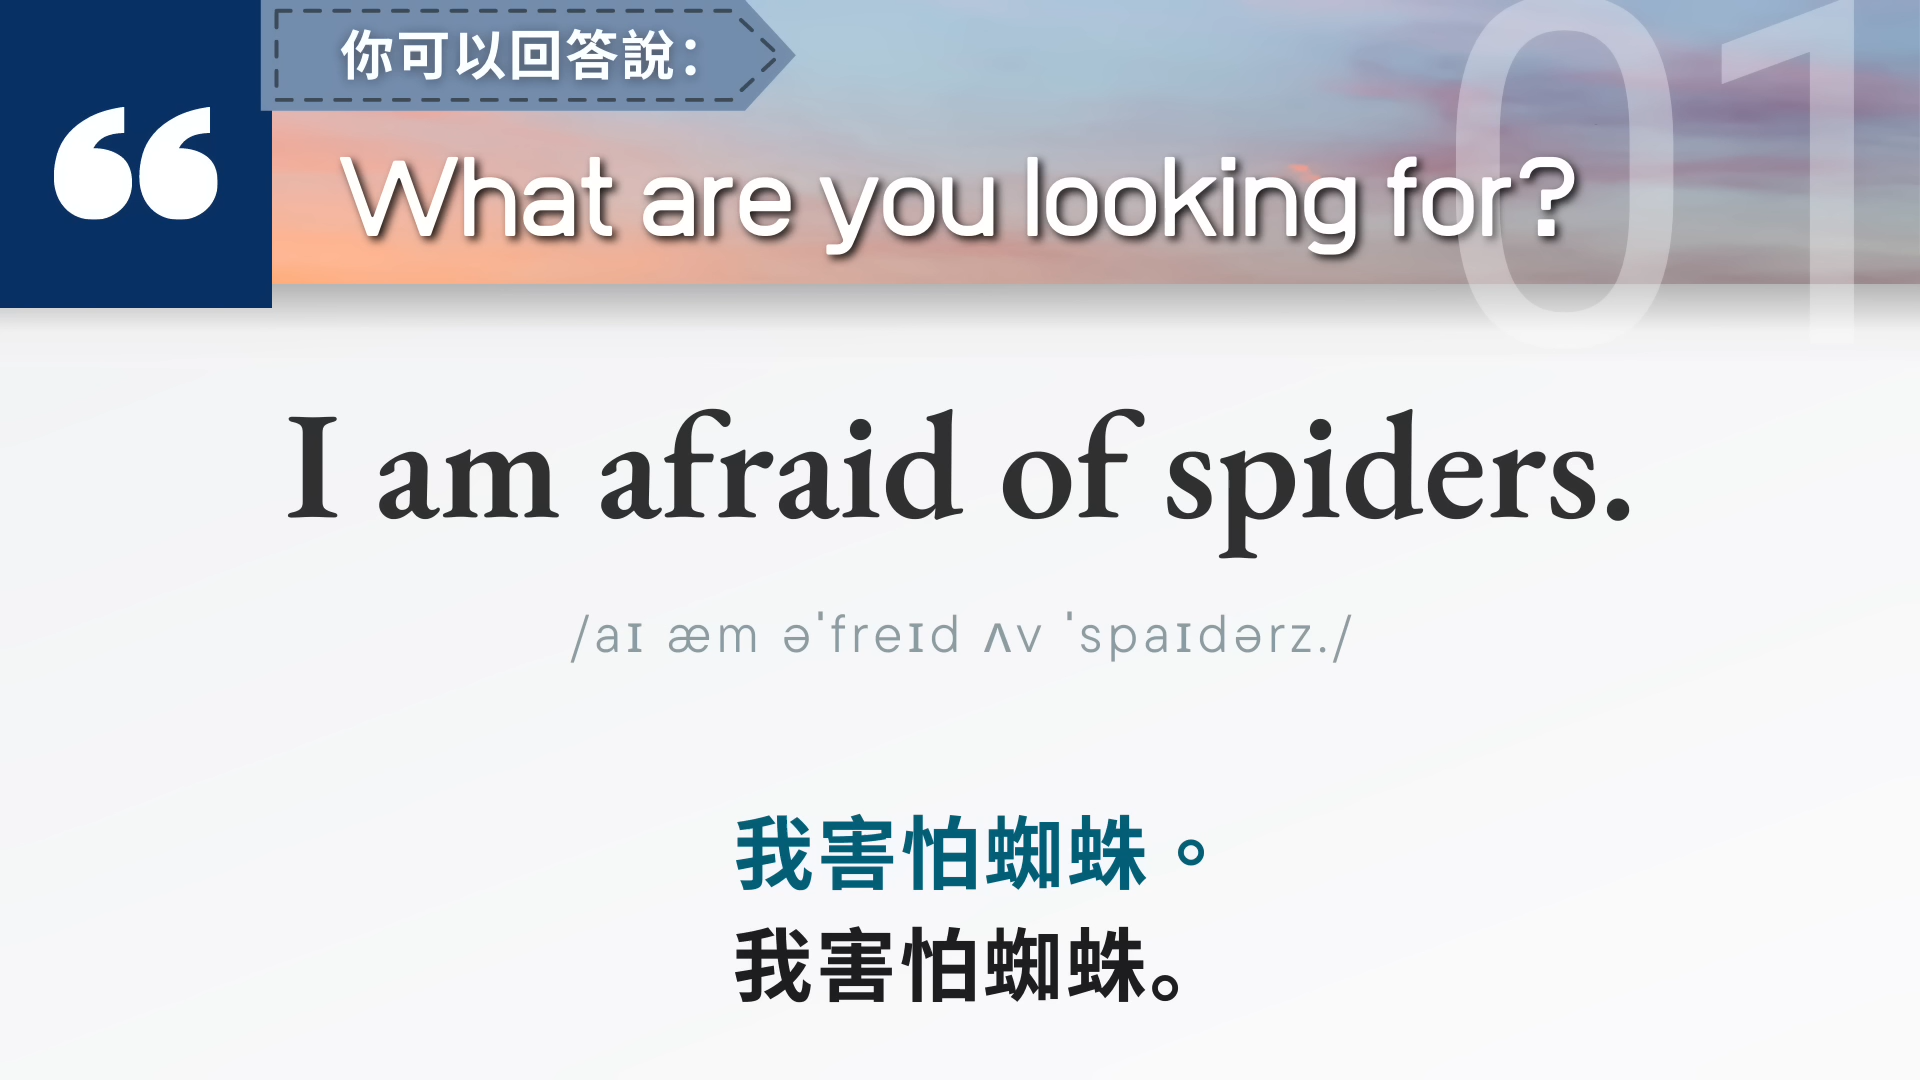 你可以回答說：
01
What are you looking for?
I am afraid of spiders.
/aɪ æm əˈfreɪd ʌv ˈspaɪdərz./
我害怕蜘蛛。
我害怕蜘蛛。